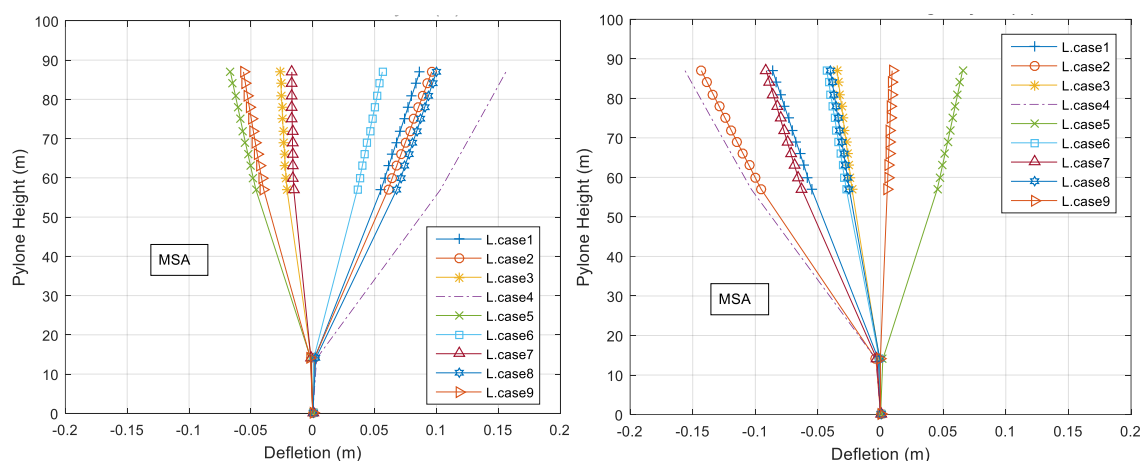 100
90
80
70
60
50
40
30
20
10
0
Pylone Height (m)
MSA
L.case1
L.case2
L.case3
L.case4
L.case5
L.case6
L.case7
L.case8
L.case9
-0.2 -0.15 -0.1 -0.05 0 0.05 0.1 0.15 0.2
Defletion (m)
100
90
80
70
60
50
40
30
20
10
0
Pylone Height (m)
MSA
L.case1
L.case2
L.case3
L.case4
L.case5
L.case6
L.case7
L.case8
L.case9
-0.2 -0.15 -0.1 -0.05 0 0.05 0.1 0.15 0.2
Defletion (m)